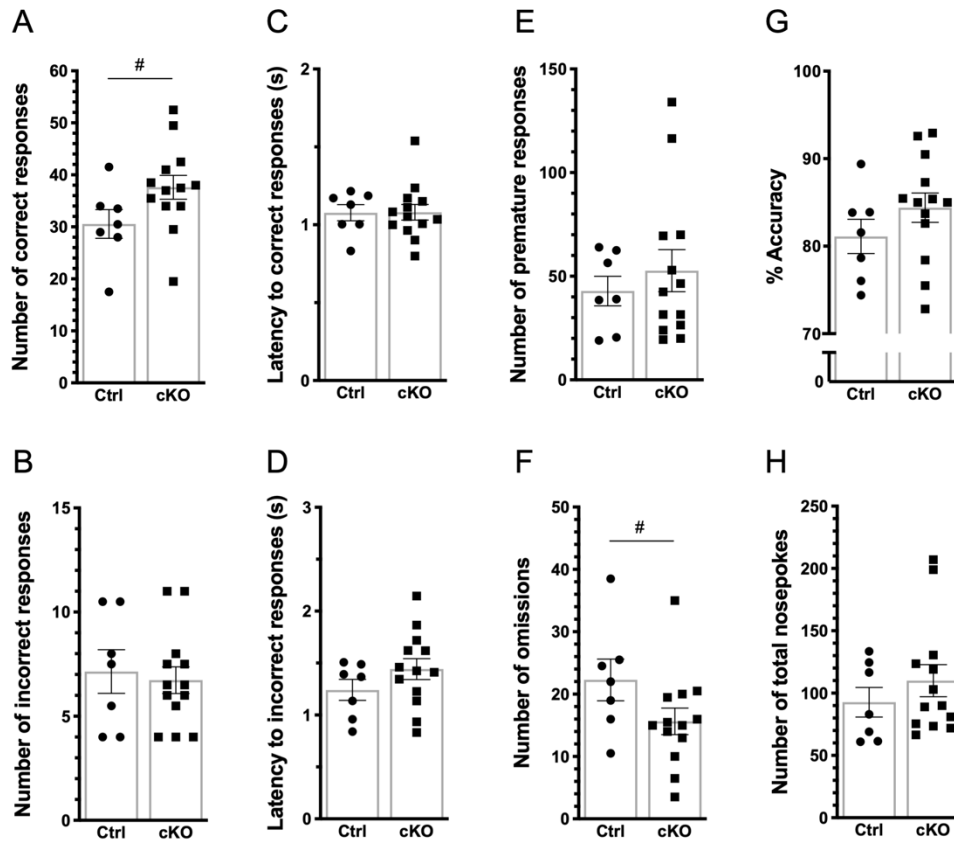 A
Number of correct responses
60
50
40
30
20
10
0
#
Ctrl cKO
C
Latency to correct responses (s)
2
1
0
Ctrl cKO
E
Number of premature responses
150
100
50
0
Ctrl cKO
G
% Accuracy
100
90
80
70
0
Ctrl cKO
B
Number of incorrect responses
15
10
5
0
Ctrl cKO
D
Latency to incorrect responses (s)
3
2
1
0
Ctrl cKO
F
Number of omissions
50
40
30
20
10
0
#
Ctrl cKO
H
Number of total nosepokes
250
200
150
100
50
0
Ctrl cKO